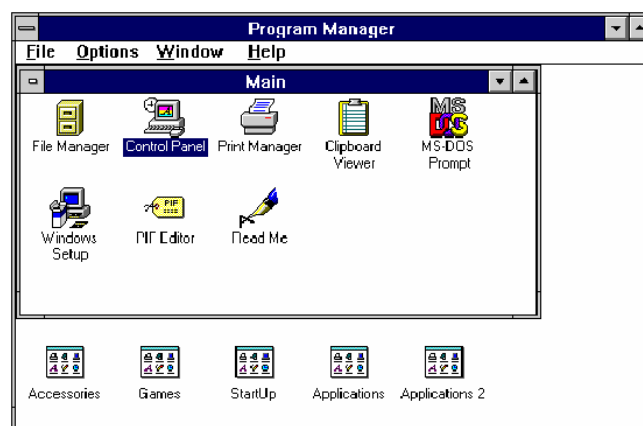 Program Manager
File Options Window Help
Main
File Manager Control Panel Print Manager Clipboard Viewer MS-DOS Prompt
Windows Setup PIF Editor Read Me
Accessories Games StartUp Applications Applications 2